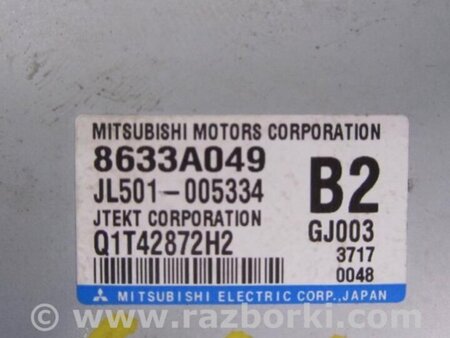 MITSUBISHI MOTORS CORPORATION
8633A049
JL501-005334
B2
JTEKT CORPORATION
GJ003
Q1T42872H2
3717
0048
MITSUBISHI ELECTRIC CORP., JAPAN
www.razborki.com